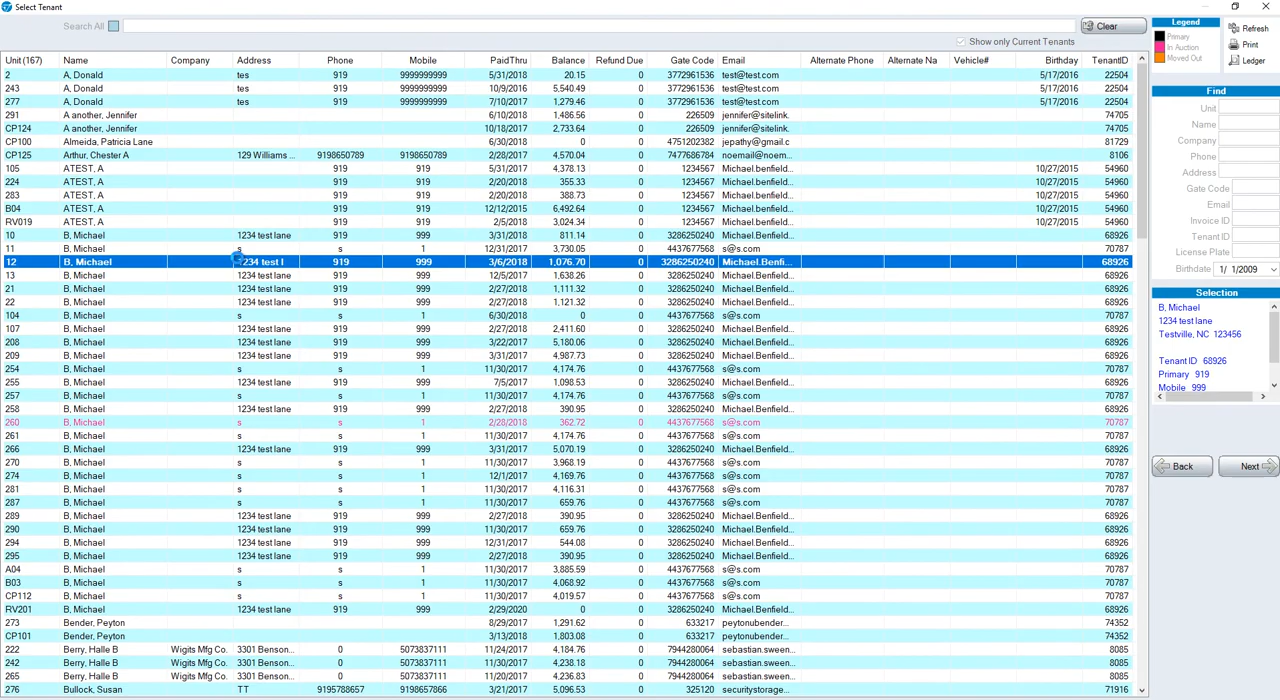 Select Tenant
Search All
Clear
Show only Current Tenants
Legend
Primary
In Auction
Moved Out
Refresh
Print
Ledger
Unit (167) Name Company Address Phone Mobile PaidThru Balance Refund Due Gate Code Email Alternate Phone Alternate Na Vehicle# Birthday TenantID
2 A, Donald tes 919 9999999999 5/31/2018 20.15 0 3772961536 test@test.com 5/17/2016 22504
243 A, Donald tes 919 9999999999 10/9/2016 5,540.49 0 3772961536 test@test.com 5/17/2016 22504
277 A, Donald tes 919 9999999999 7/10/2017 1,279.46 0 3772961536 test@test.com 5/17/2016 22504
291 A another, Jennifer 6/10/2018 1,486.56 0 226509 jennifer@sitelink. 74705
CP124 A another, Jennifer 10/18/2017 2,733.64 0 226509 jennifer@sitelink. 74705
CP100 Almeida, Patricia Lane 6/30/2018 0 0 4751202382 jepathy@gmail.c 81729
CP125 Arthur, Chester A 129 Williams ... 9198650789 9198650789 2/28/2017 4,570.04 0 7477686784 noemail@noem... 8106
105 ATEST, A 919 919 5/31/2017 4,378.13 0 1234567 Michael.benfield... 10/27/2015 54960
224 ATEST, A 919 919 2/20/2018 355.33 0 1234567 Michael.benfield... 10/27/2015 54960
283 ATEST, A 919 919 2/20/2018 388.73 0 1234567 Michael.benfield... 10/27/2015 54960
B04 ATEST, A 919 919 12/12/2015 6,492.64 0 1234567 Michael.benfield... 10/27/2015 54960
RV019 ATEST, A 919 919 2/5/2018 3,024.34 0 1234567 Michael.benfield... 10/27/2015 54960
10 B, Michael 1234 test lane 919 999 3/31/2018 811.14 0 3286250240 Michael.Benfield... 68926
11 B, Michael s s 1 12/31/2017 3,730.05 0 4437677568 s@s.com 70787
12 B, Michael 1234 test l 919 999 3/6/2018 1,076.70 0 3286250240 Michael.Benfi... 68926
13 B, Michael 1234 test lane 919 999 12/5/2017 1,638.26 0 3286250240 Michael.Benfield... 68926
21 B, Michael 1234 test lane 919 999 2/27/2018 1,111.32 0 3286250240 Michael.Benfield... 68926
22 B, Michael 1234 test lane 919 999 2/27/2018 1,121.32 0 3286250240 Michael.Benfield... 68926
104 B, Michael s s 1 6/30/2018 0 0 4437677568 s@s.com 70787
107 B, Michael 1234 test lane 919 999 2/27/2018 2,411.60 0 3286250240 Michael.Benfield... 68926
208 B, Michael 1234 test lane 919 999 3/22/2017 5,180.06 0 3286250240 Michael.Benfield... 68926
209 B, Michael 1234 test lane 919 999 3/31/2017 4,987.73 0 3286250240 Michael.Benfield... 68926
254 B, Michael s s 1 11/30/2017 4,174.76 0 4437677568 s@s.com 70787
255 B, Michael 1234 test lane 919 999 7/5/2017 1,098.53 0 3286250240 Michael.Benfield... 68926
257 B, Michael s s 1 11/30/2017 4,174.76 0 4437677568 s@s.com 70787
258 B, Michael 1234 test lane 919 999 2/27/2018 390.95 0 3286250240 Michael.Benfield... 68926
260 B, Michael s s 1 2/28/2018 362.72 0 4437677568 s@s.com 70787
261 B, Michael s s 1 11/30/2017 4,174.76 0 4437677568 s@s.com 70787
266 B, Michael 1234 test lane 919 999 3/31/2017 5,070.19 0 3286250240 Michael.Benfield... 68926
270 B, Michael s s 1 11/30/2017 3,968.19 0 4437677568 s@s.com 70787
274 B, Michael s s 1 12/1/2017 4,169.76 0 4437677568 s@s.com 70787
281 B, Michael s s 1 11/30/2017 4,116.31 0 4437677568 s@s.com 70787
287 B, Michael s s 1 11/30/2017 659.76 0 4437677568 s@s.com 70787
289 B, Michael 1234 test lane 919 999 2/27/2018 390.95 0 3286250240 Michael.Benfield... 68926
290 B, Michael 1234 test lane 919 999 11/30/2017 659.76 0 3286250240 Michael.Benfield... 68926
294 B, Michael 1234 test lane 919 999 12/31/2017 544.08 0 3286250240 Michael.Benfield... 68926
295 B, Michael 1234 test lane 919 999 2/27/2018 390.95 0 3286250240 Michael.Benfield... 68926
A04 B, Michael s s 1 11/30/2017 3,885.59 0 4437677568 s@s.com 70787
B03 B, Michael s s 1 11/30/2017 4,068.92 0 4437677568 s@s.com 70787
CP112 B, Michael s s 1 11/30/2017 4,019.57 0 4437677568 s@s.com 70787
RV201 B, Michael 1234 test lane 919 999 2/29/2020 0 0 3286250240 Michael.Benfield... 68926
273 Bender, Peyton 8/29/2017 1,291.62 0 633217 peytonubender... 74352
CP101 Bender, Peyton 3/13/2018 1,803.08 0 633217 peytonubender... 74352
222 Berry, Halle B Wigits Mfg Co. 3301 Benson... 0 5073837111 11/24/2017 4,184.76 0 7944280064 sebastian.sween... 8085
242 Berry, Halle B Wigits Mfg Co. 3301 Benson... 0 5073837111 11/30/2017 4,238.18 0 7944280064 sebastian.sween... 8085
265 Berry, Halle B Wigits Mfg Co. 3301 Benson... 0 5073837111 11/20/2017 4,236.83 0 7944280064 sebastian.sween... 8085
276 Bullock, Susan TT 9195788657 9198657866 3/21/2017 5,096.53 0 325120 securitystorage... 71916
Find
Unit
Name
Company
Phone
Address
Gate Code
Email
Invoice ID
Tenant ID
License Plate
Birthdate 1/ 1/2009
Selection
B, Michael
1234 test lane
Testville, NC 123456
Tenant ID 68926
Primary 919
Mobile 999
Back
Next